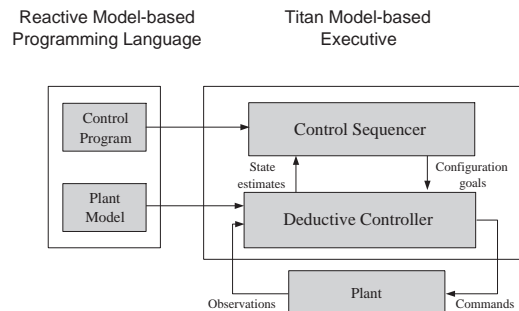 Reactive Model-based
Programming Language
Titan Model-based
Executive
Control
Program
Control Sequencer
State
estimates
Configuration
goals
Plant
Model
Deductive Controller
Observations
Plant
Commands